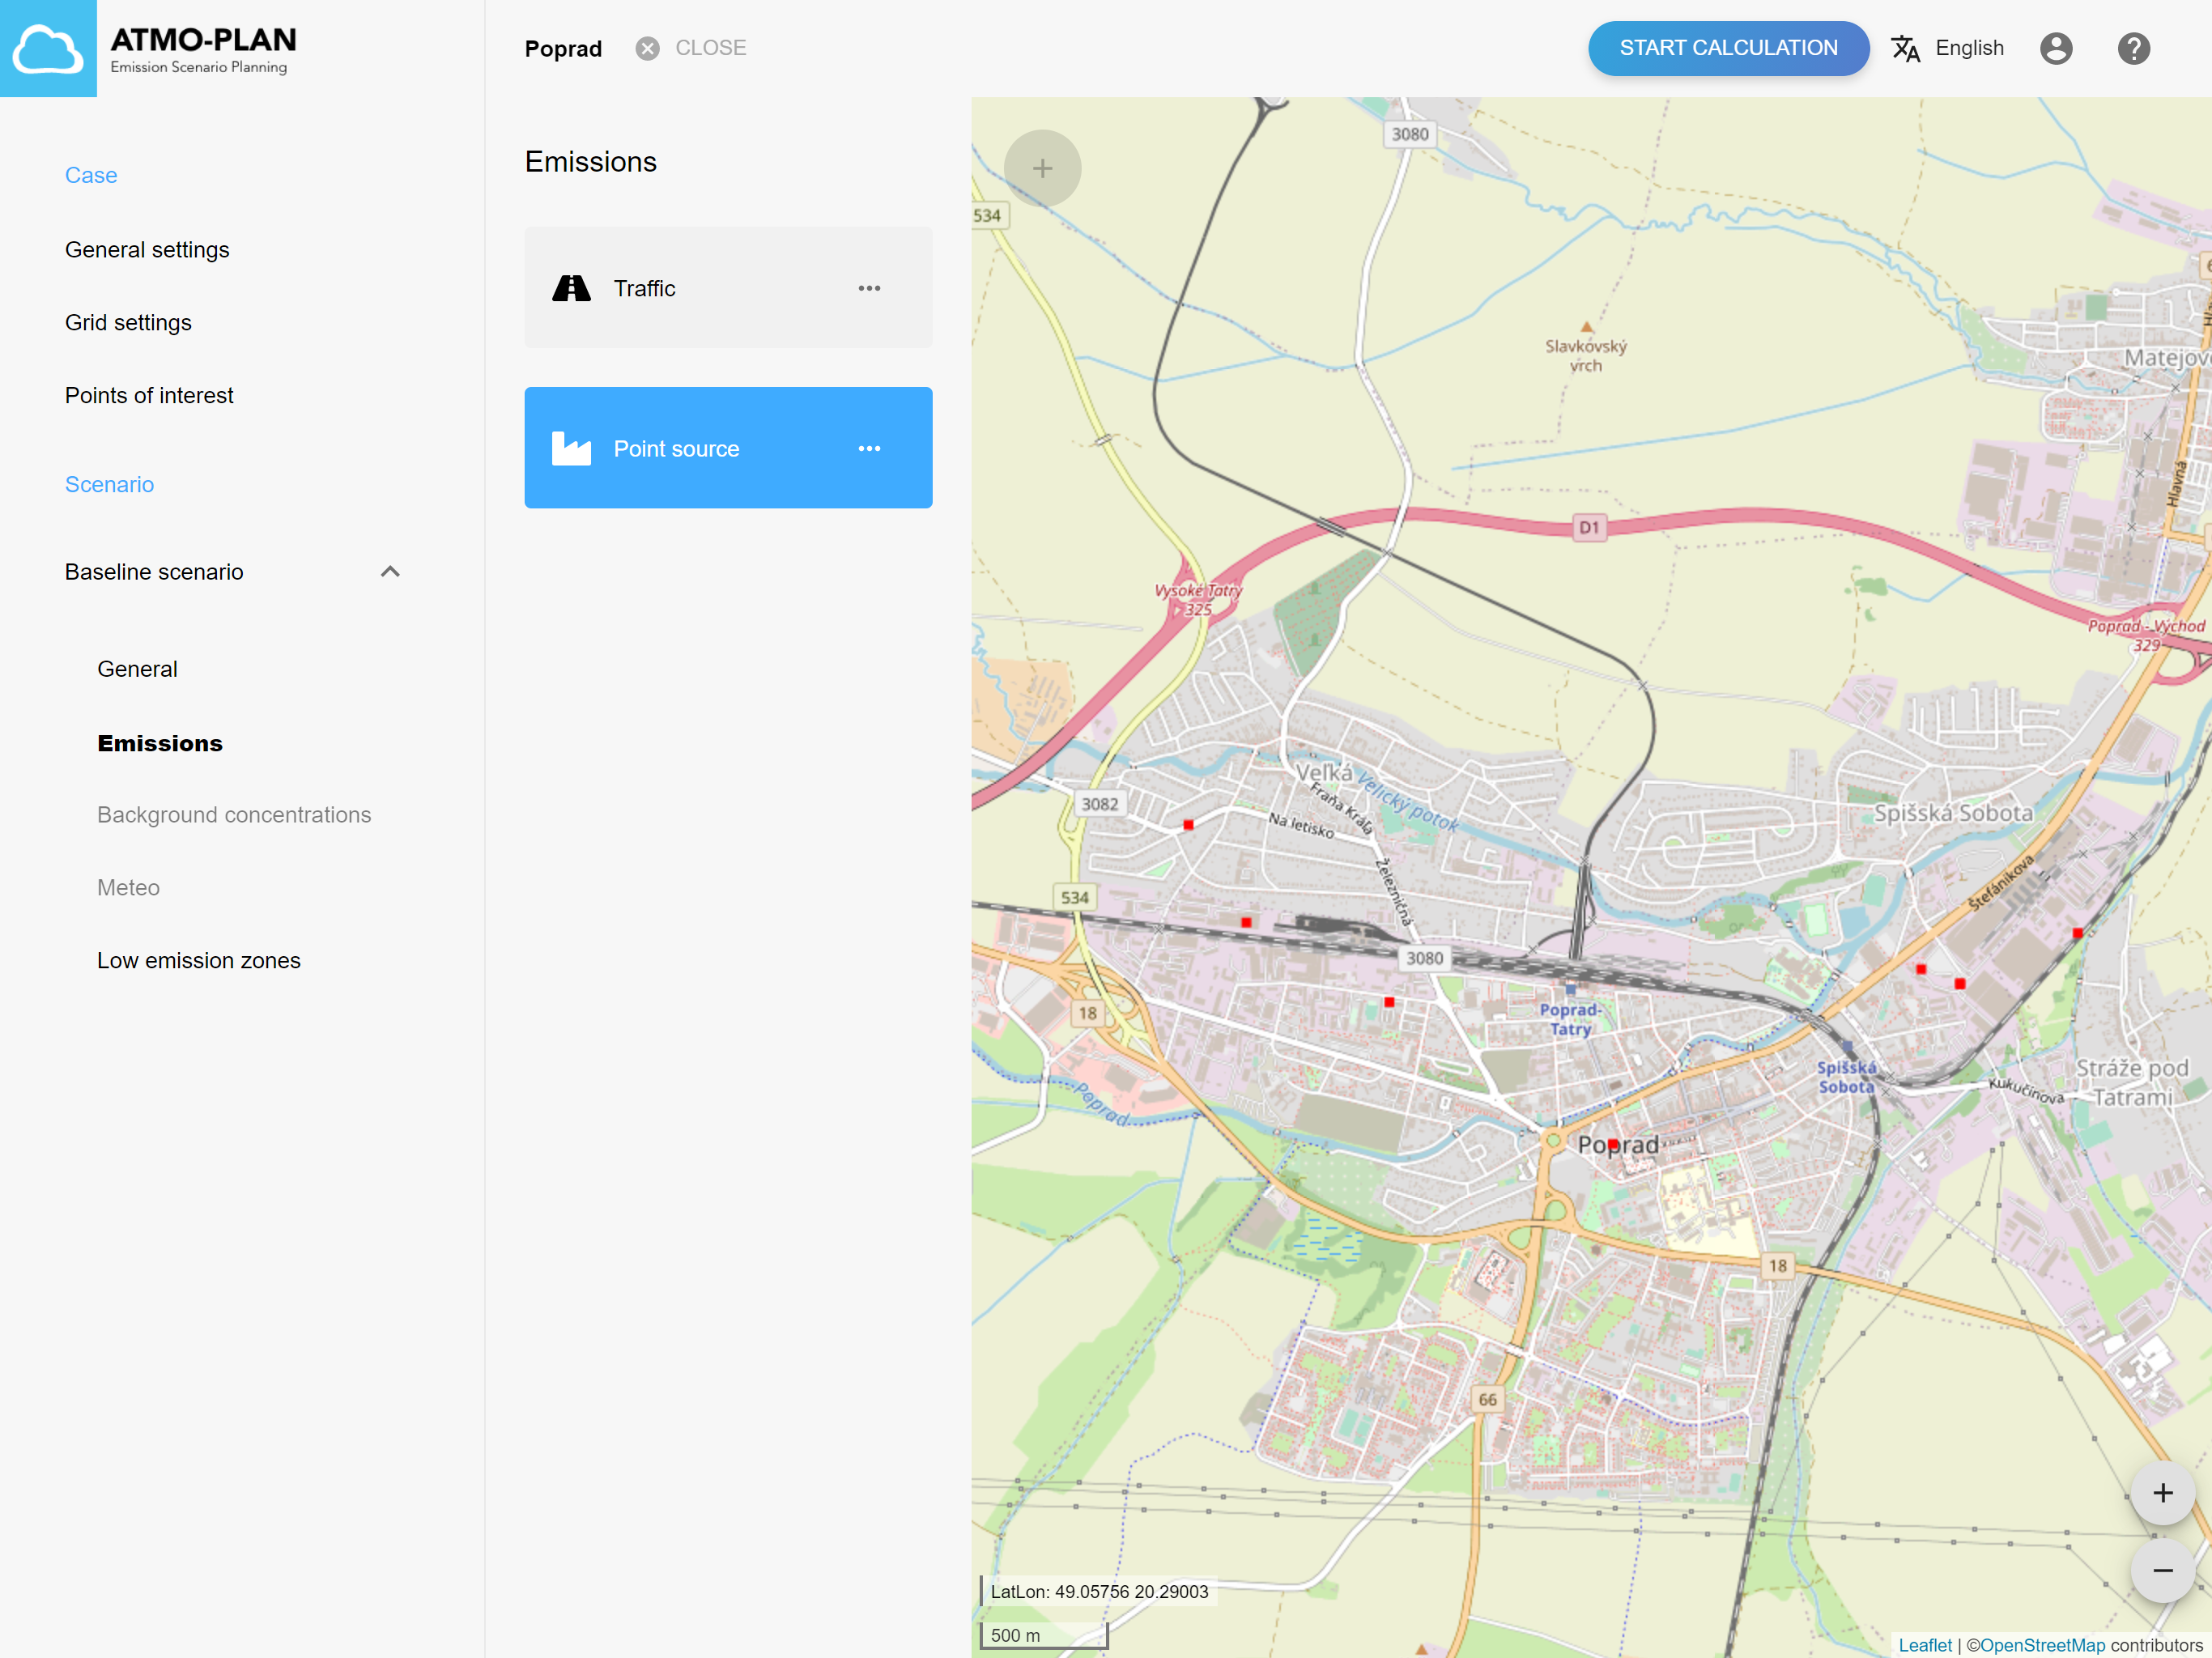 ATMO-PLAN
Emission Scenario Planning
Poprad
CLOSE
START CALCULATION
English
Case
General settings
Grid settings
Points of interest
Scenario
Baseline scenario
General
Emissions
Background concentrations
Meteo
Low emission zones
Emissions
Traffic
Point source
3080
534
Slavkovský
vrch
Matejov
Hlavná
D1
Vysoké Tatry
325
Poprad - Východ
329
Veľká
Velický potok
Fraňa Kráľa
Na letisko
3082
Spišská Sobota
Železničná
Štefánikova
534
3080
18
Poprad-
Tatry
Spišská
Sobota
Kukučínova
Stráže pod
Tatrami
Poprad
Poprad
18
66
LatLon: 49.05756 20.29003
500 m
Leaflet | ©OpenStreetMap contributors